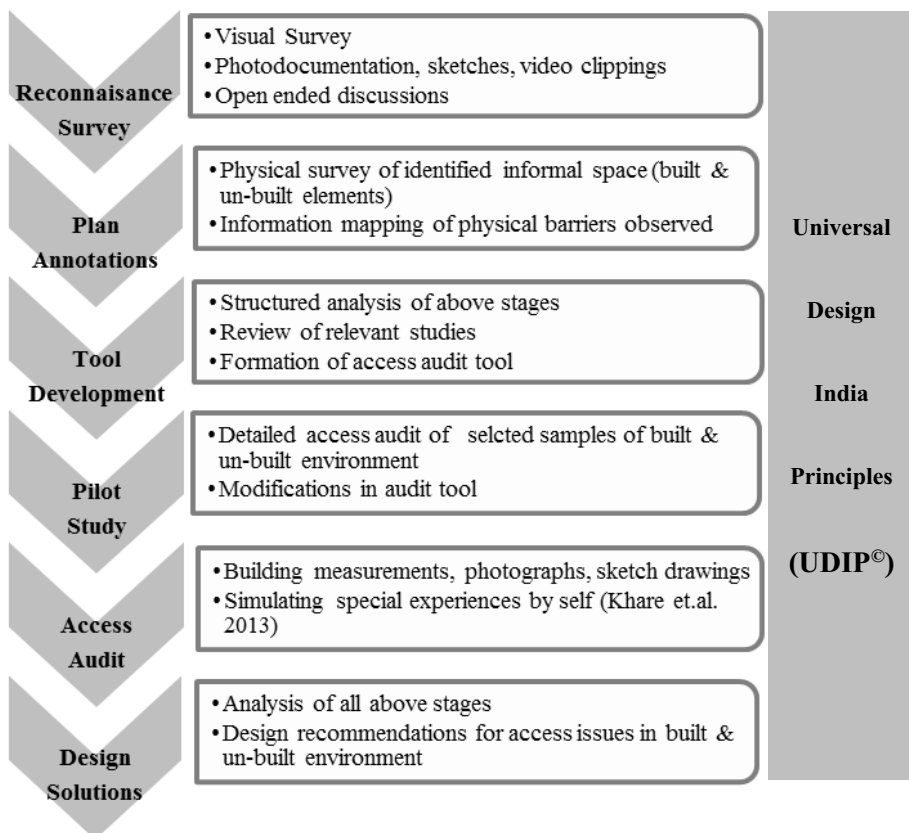 Reconnaisance
Survey
• Visual Survey
• Photodocumentation, sketches, video clippings
• Open ended discussions
Plan
Annotations
• Physical survey of identified informal space (built &
un-built elements)
• Information mapping of physical barriers observed
Tool
Development
• Structured analysis of above stages
• Review of relevant studies
• Formation of access audit tool
Pilot
Study
• Detailed access audit of selcted samples of built &
un-built environment
• Modifications in audit tool
Access
Audit
• Building measurements, photographs, sketch drawings
• Simulating special experiences by self (Khare et.al.
2013)
Design
Solutions
• Analysis of all above stages
• Design recommendations for access issues in built &
un-built environment
Universal
Design
India
Principles
(UDIP©)